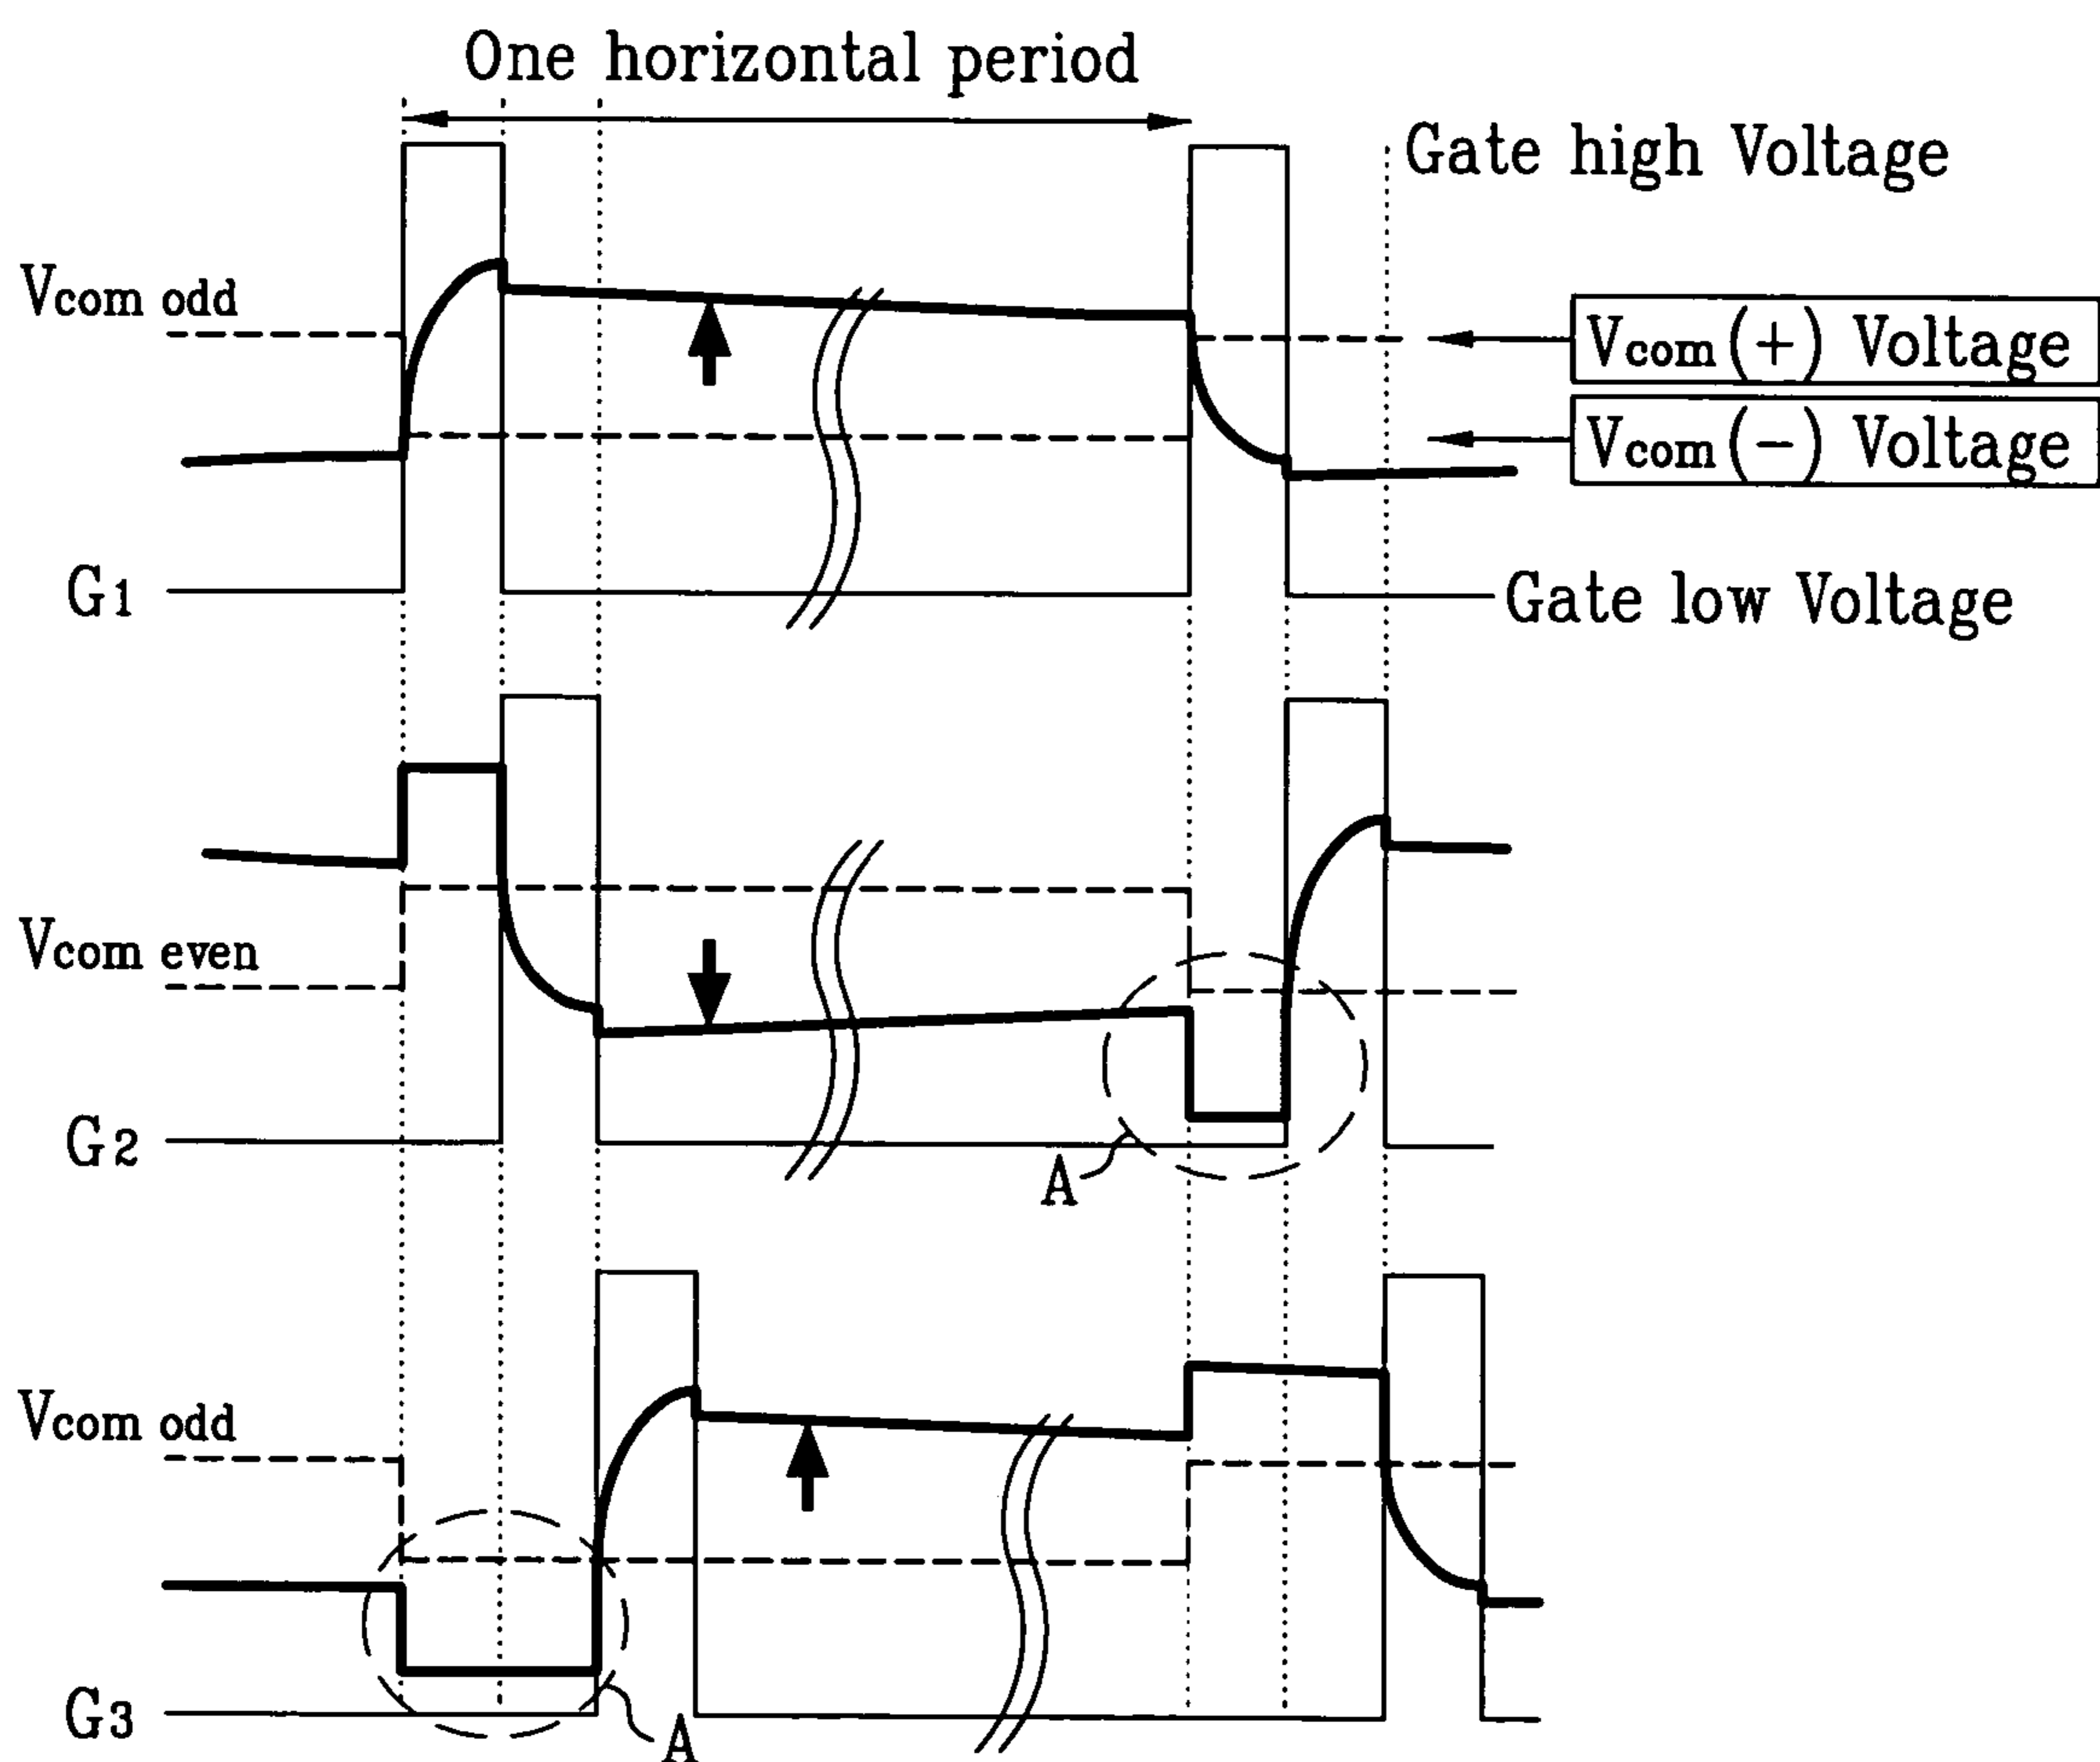 One horizontal period
Gate high Voltage
Vcom odd
Vcom(+) Voltage
Vcom(-) Voltage
G1
Gate low Voltage
Vcom even
G2
A
Vcom odd
G3
A